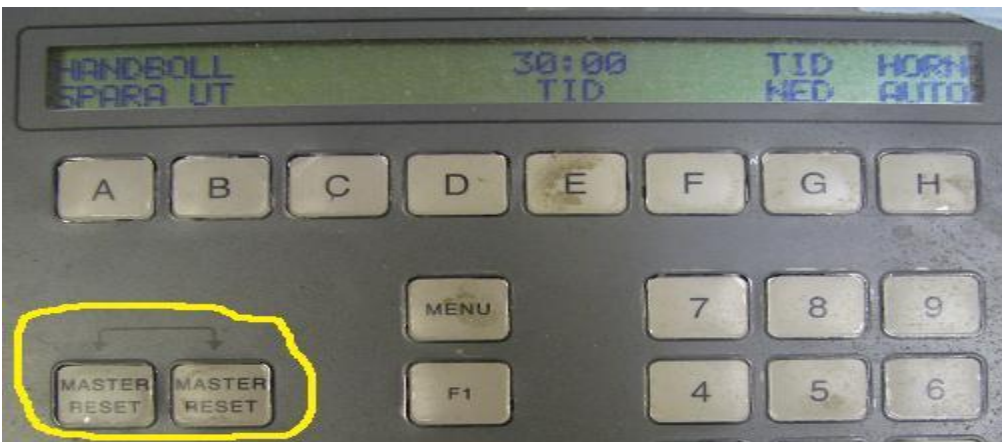 HANDBOLL 30:00 TID HORN
SPARA UT TID NED AUTO
A B C D E F G H
MENU 7 8 9
MASTER RESET MASTER RESET F1 4 5 6